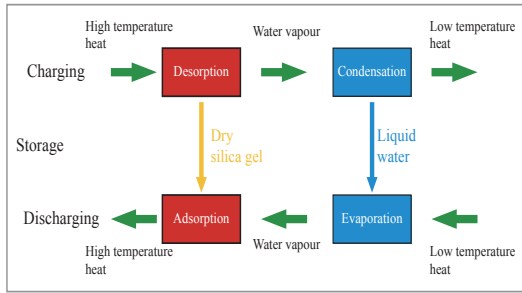 High temperature
heat
Water vapour
Low temperature
heat
Charging
Desorption
Condensation
Storage
Dry
silica gel
Liquid
water
Discharging
Adsorption
Evaporation
High temperature
heat
Water vapour
Low temperature
heat